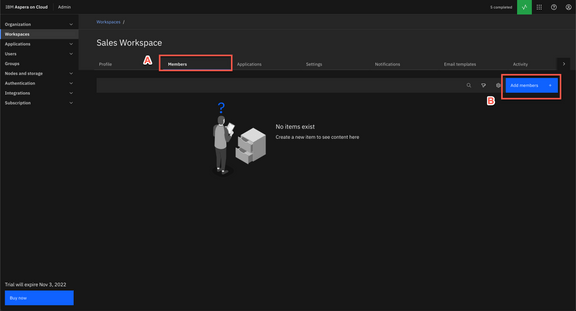 IBM Aspera on Cloud Admin
5 completed
Organization
Workspaces
Applications
Users
Groups
Nodes and storage
Authentication
Integrations
Subscription
Workspaces /
Sales Workspace
A
Profile Members Applications Settings Notifications Email templates Activity
Add members +
B
?
No items exist
Create a new item to see content here
Trial will expire Nov 3, 2022
Buy now